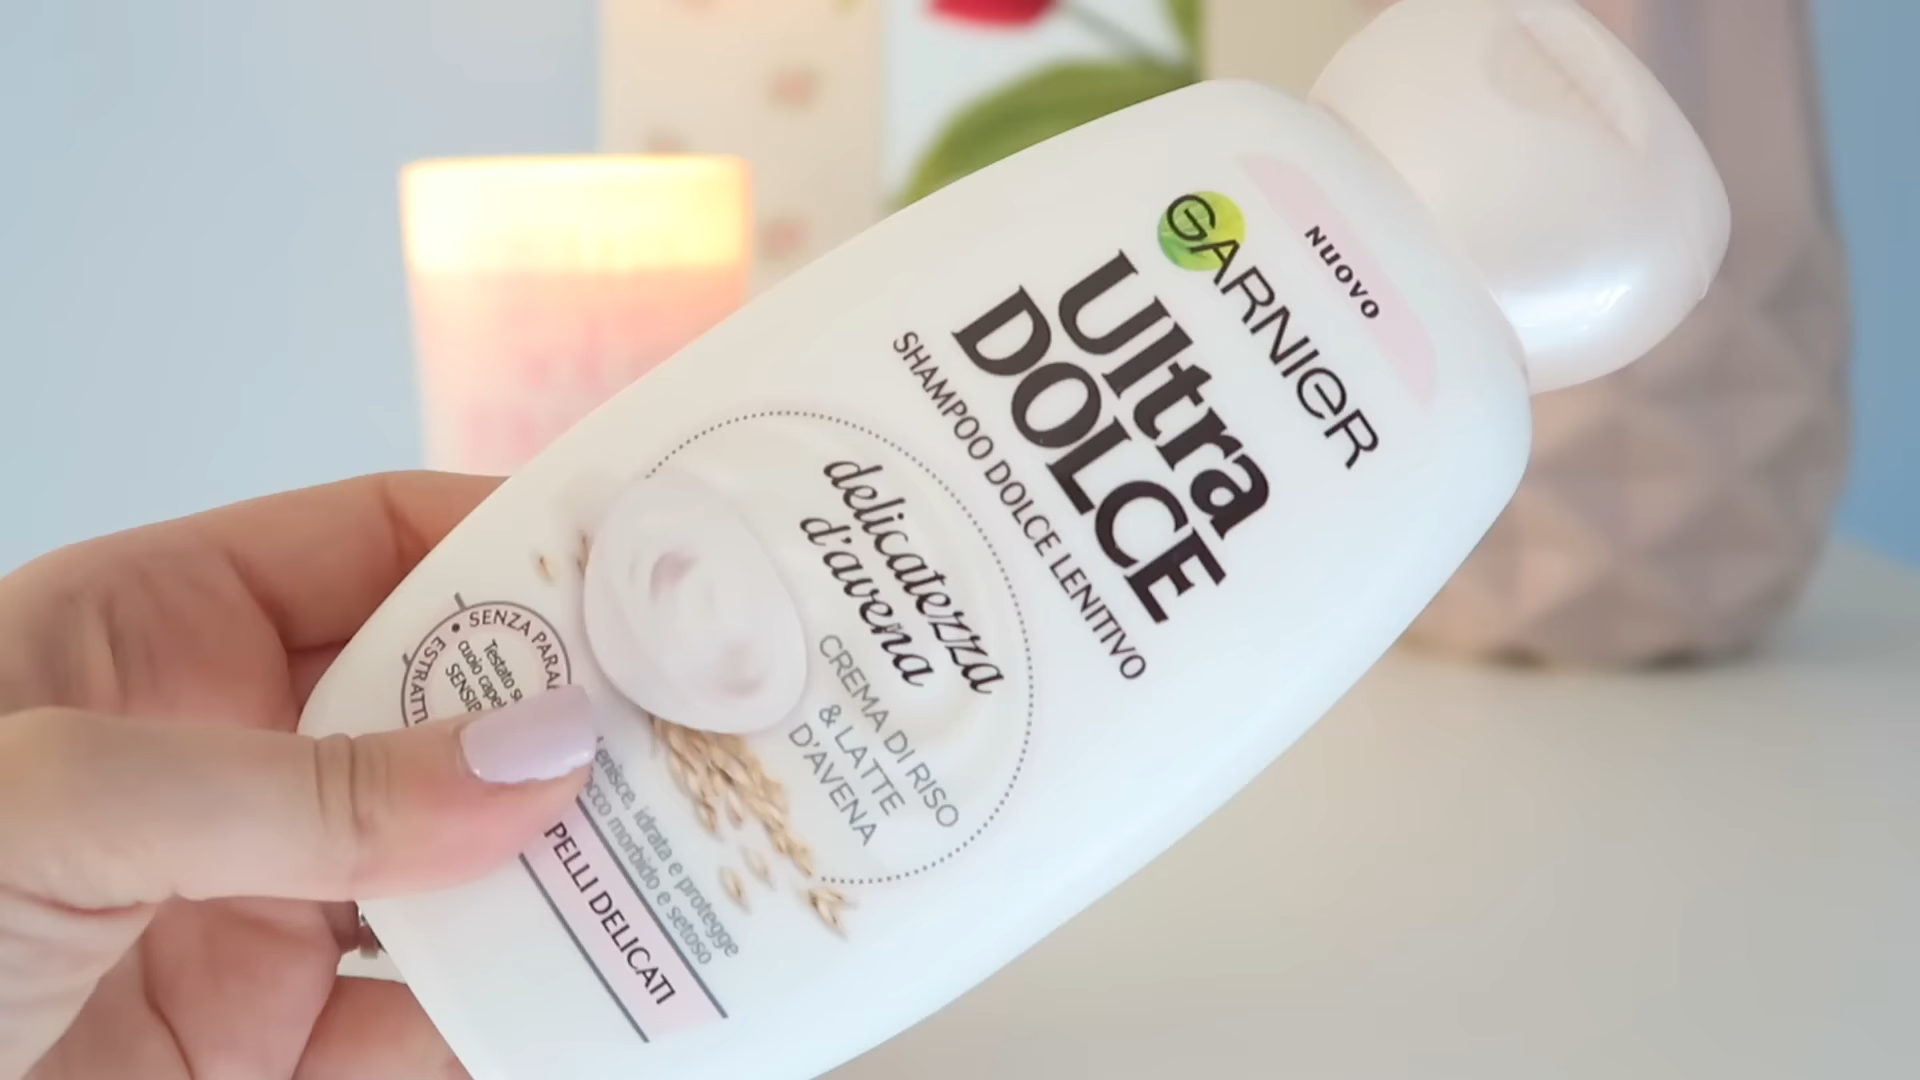 NUOVO
GARNIER
Ultra
DOLCE
SHAMPOO DOLCE LENITIVO
delicatezza
d'avena
CREMA DI RISO
& LATTE
D'AVENA
SENZA
ESTRATTI
Testato
cuoio
idrata e protegge
morbido e setoso
PELLI DELICATI